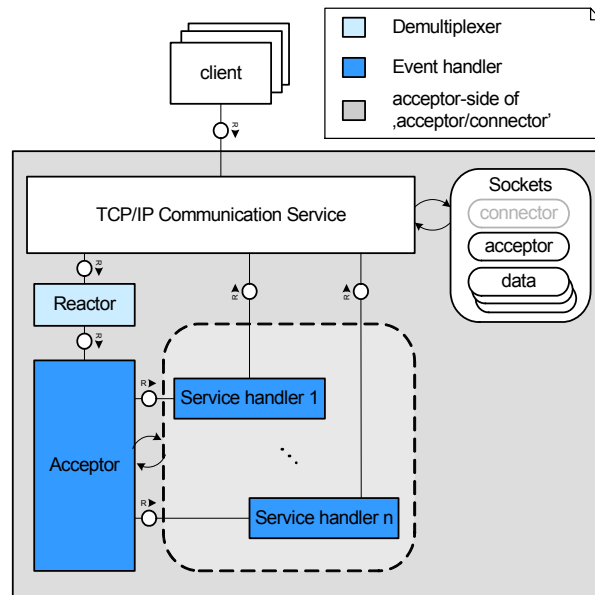 client
Demultiplexer
Event handler
acceptor-side of
‚acceptor/connector’
R
TCP/IP Communication Service
Sockets
connector
acceptor
data
R
R
R
Reactor
R
Acceptor
R
Service handler 1
...
R
Service handler n